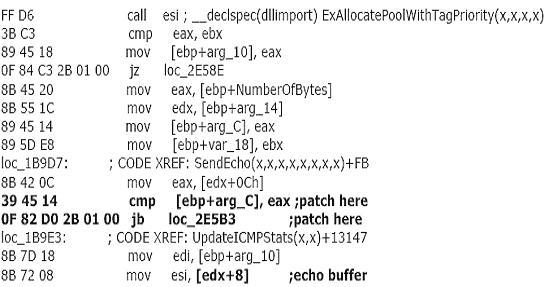 FF D6 call esi ; __declspec(dllimport) ExAllocatePoolWithTagPriority(x,x,x,x)
3B C3 cmp eax, ebx
89 45 18 mov [ebp+arg_10], eax
0F 84 C3 2B 01 00 jz loc_2E58E
8B 45 20 mov eax, [ebp+NumberOfBytes]
8B 55 1C mov edx, [ebp+arg_14]
89 45 14 mov [ebp+arg_C], eax
89 5D E8 mov [ebp+var_18], ebx
loc_1B9D7: ; CODE XREF: SendEcho(x,x,x,x,x,x,x,x)+FB
8B 42 0C mov eax, [edx+0Ch]
39 45 14 cmp [ebp+arg_C], eax ;patch here
0F 82 D0 2B 01 00 jb loc_2E5B3 ;patch here
loc_1B9E3: ; CODE XREF: UpdateICMPStats(x,x)+13147
8B 7D 18 mov edi, [ebp+arg_10]
8B 72 08 mov esi, [edx+8] ;echo buffer